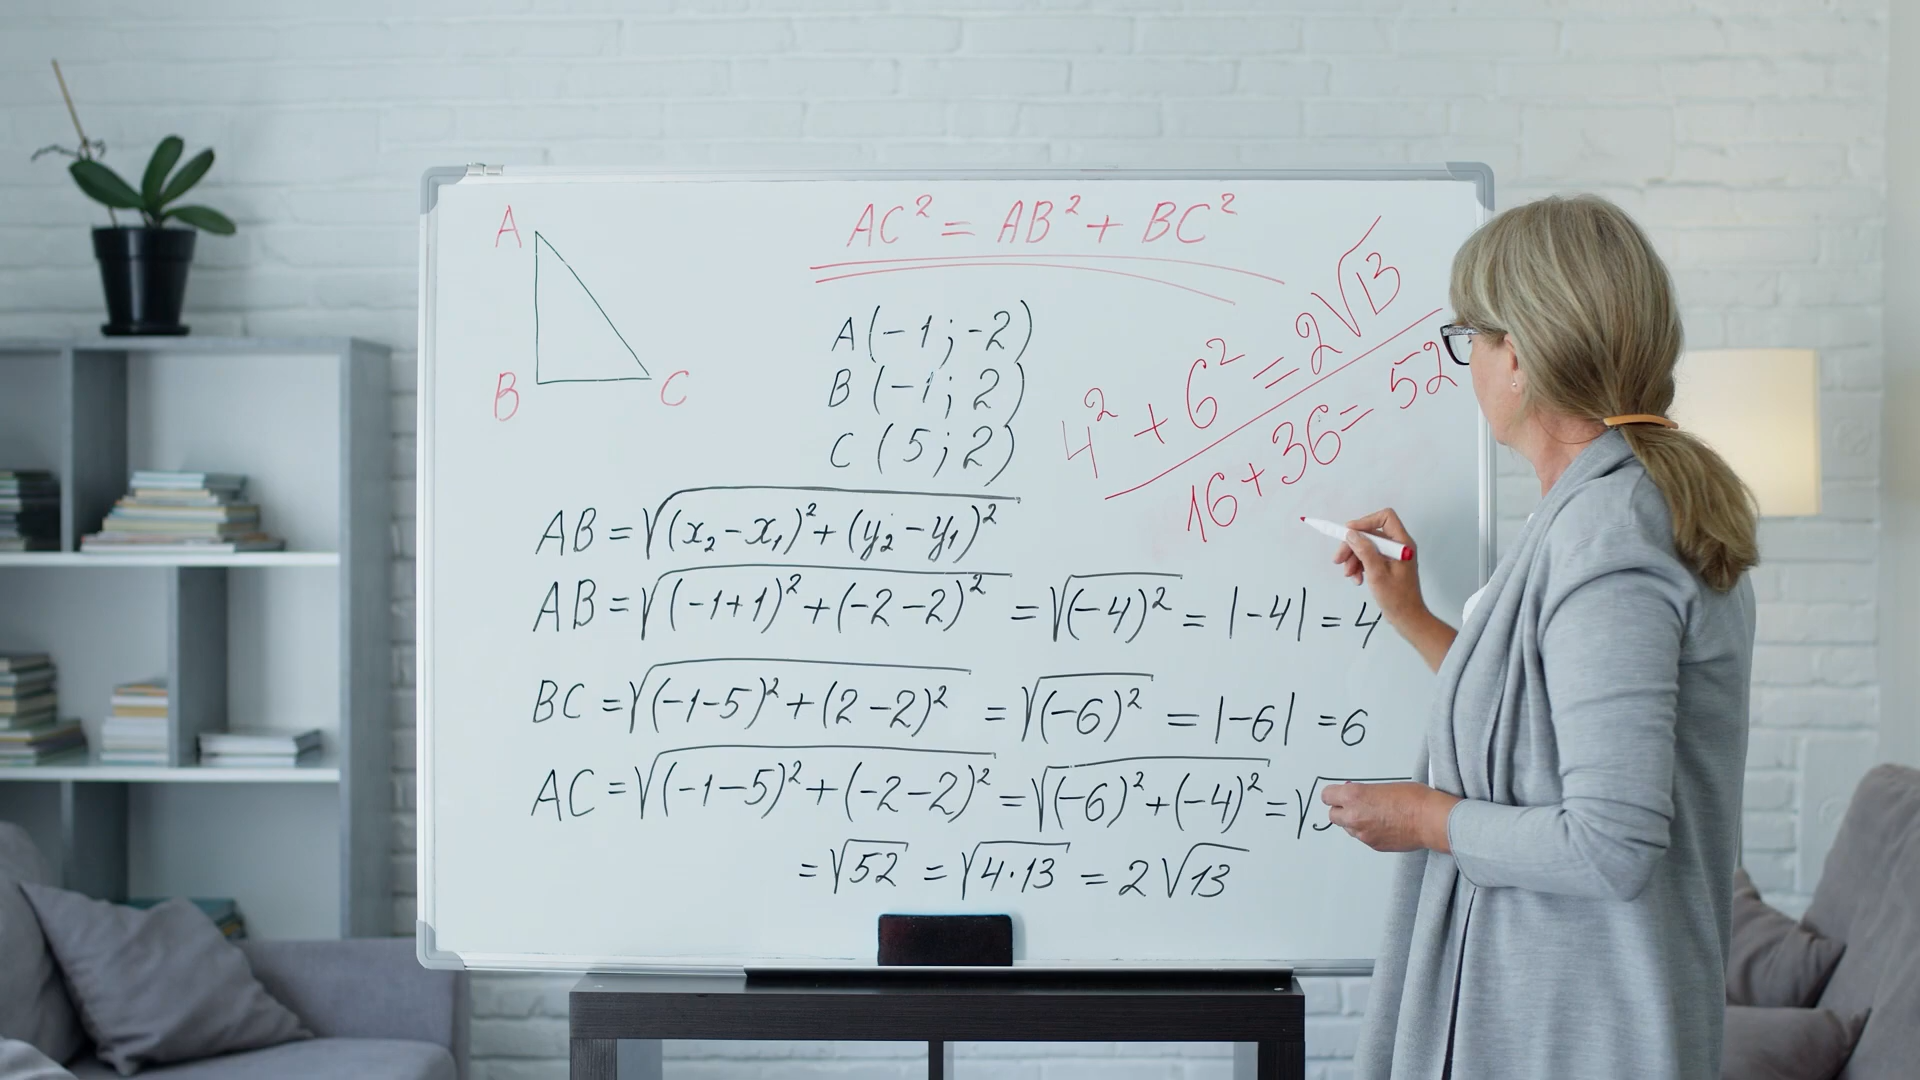 A
B
C
AC² = AB² + BC²
A(-1; -2)
B (-1; 2)
C (5; 2)
4² + 6² = 2√13
16+36= 52
AB = √(x₂-x₁)²+(y₂-y₁)²
AB = √(-1+1)²+(-2-2)² = √(-4)² = |-4| = 4
BC = √(-1-5)²+(2-2)² = √(-6)² = |-6| = 6
AC = √(-1-5)²+(-2-2)² = √(-6)²+(-4)² = √
= √52 = √4·13 = 2√13